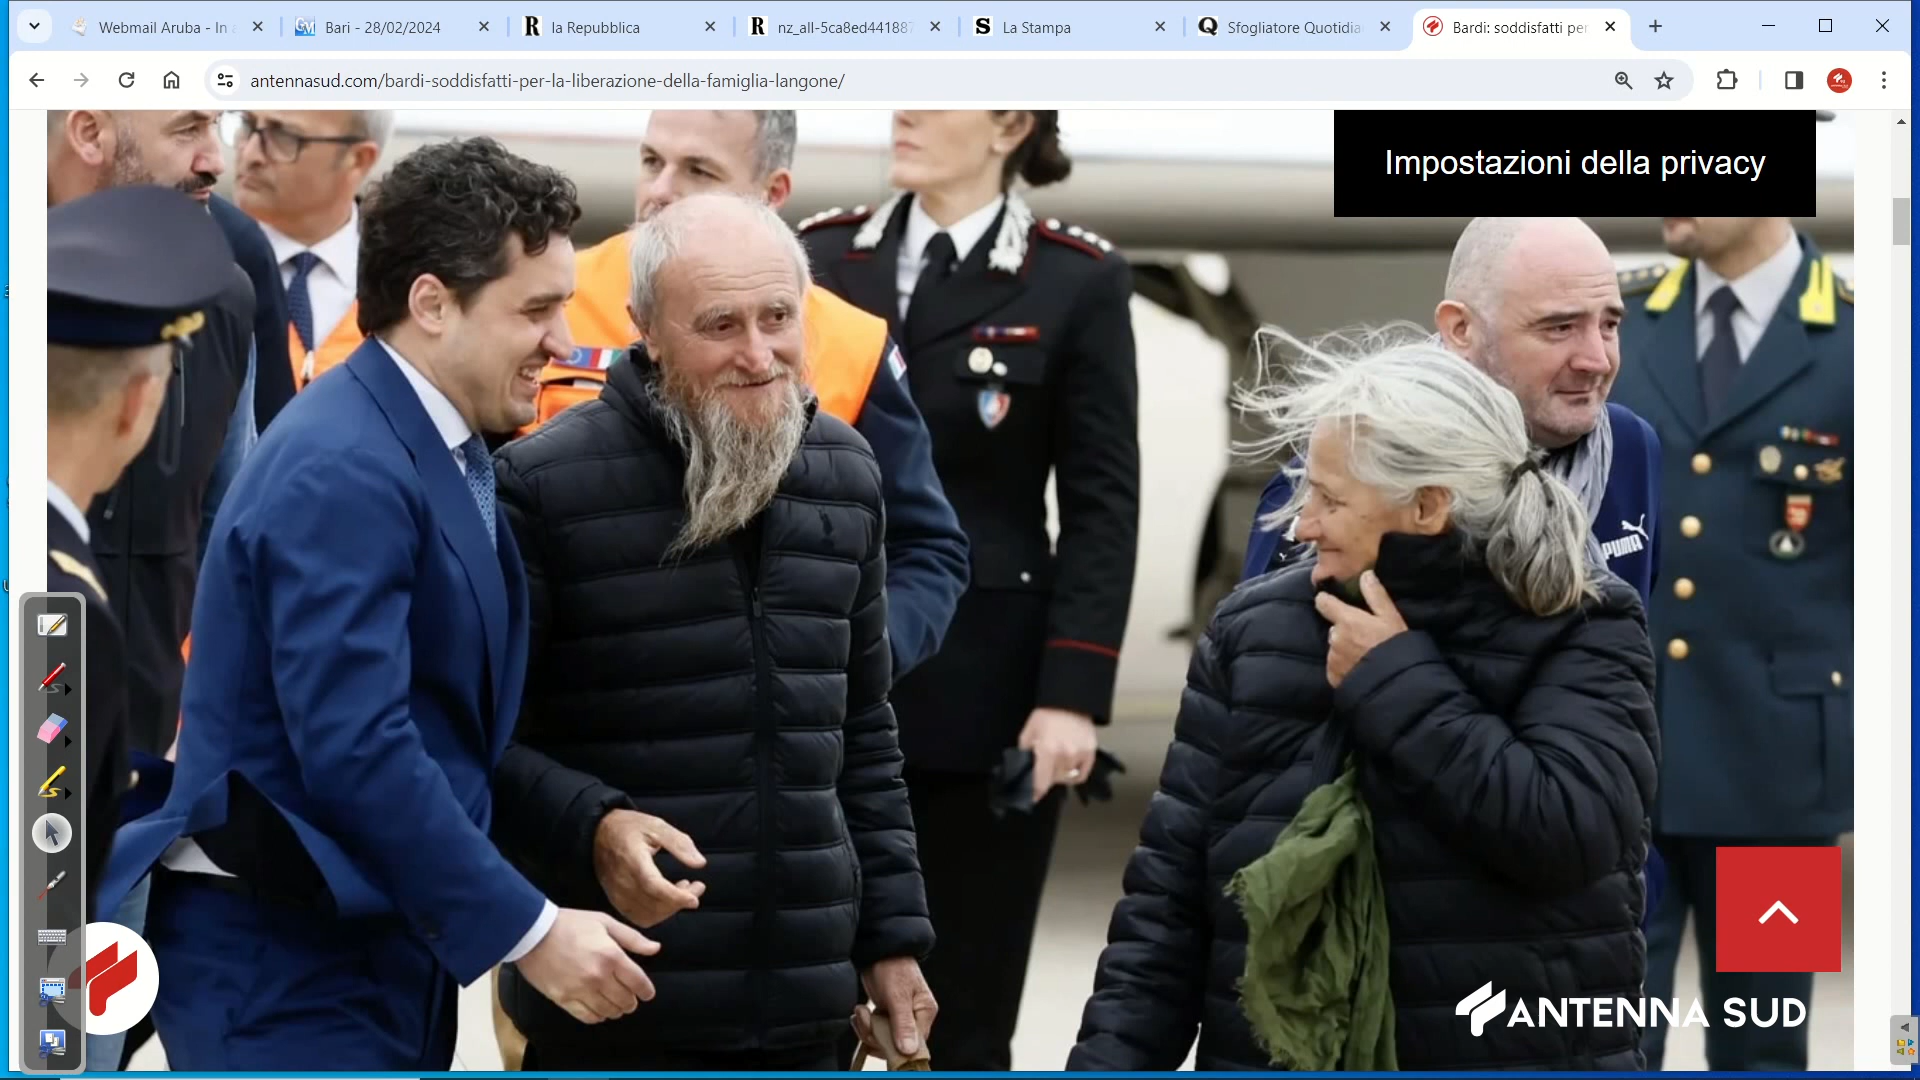 Webmail Aruba - In
Bari - 28/02/2024
la Repubblica
nz_all-5ca8ed441887
La Stampa
Sfogliatore Quotidia
Bardi: soddisfatti per
antennasud.com/bardi-soddisfatti-per-la-liberazione-della-famiglia-langone/
Impostazioni della privacy
PUMA
ANTENNA SUD